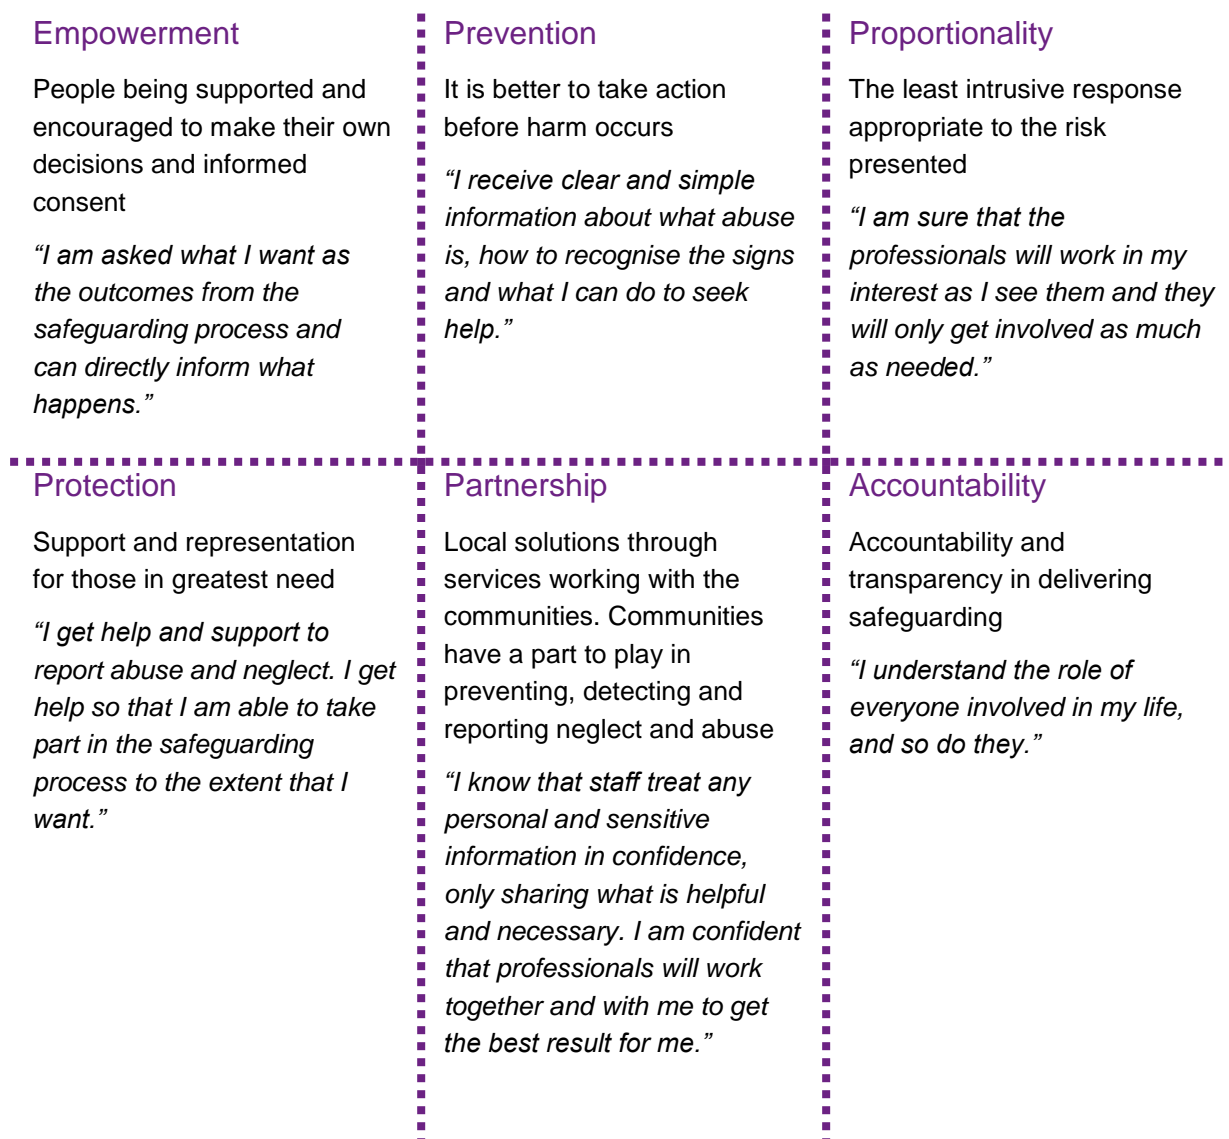 Empowerment
People being supported and
encouraged to make their own
decisions and informed
consent
“I am asked what I want as
the outcomes from the
safeguarding process and
can directly inform what
happens.”
Prevention
It is better to take action
before harm occurs
“I receive clear and simple
information about what abuse
is, how to recognise the signs
and what I can do to seek
help.”
Proportionality
The least intrusive response
appropriate to the risk
presented
“I am sure that the
professionals will work in my
interest as I see them and they
will only get involved as much
as needed.”
Protection
Support and representation
for those in greatest need
“I get help and support to
report abuse and neglect. I get
help so that I am able to take
part in the safeguarding
process to the extent that I
want.”
Partnership
Local solutions through
services working with the
communities. Communities
have a part to play in
preventing, detecting and
reporting neglect and abuse
“I know that staff treat any
personal and sensitive
information in confidence,
only sharing what is helpful
and necessary. I am confident
that professionals will work
together and with me to get
the best result for me.”
Accountability
Accountability and
transparency in delivering
safeguarding
“I understand the role of
everyone involved in my life,
and so do they.”